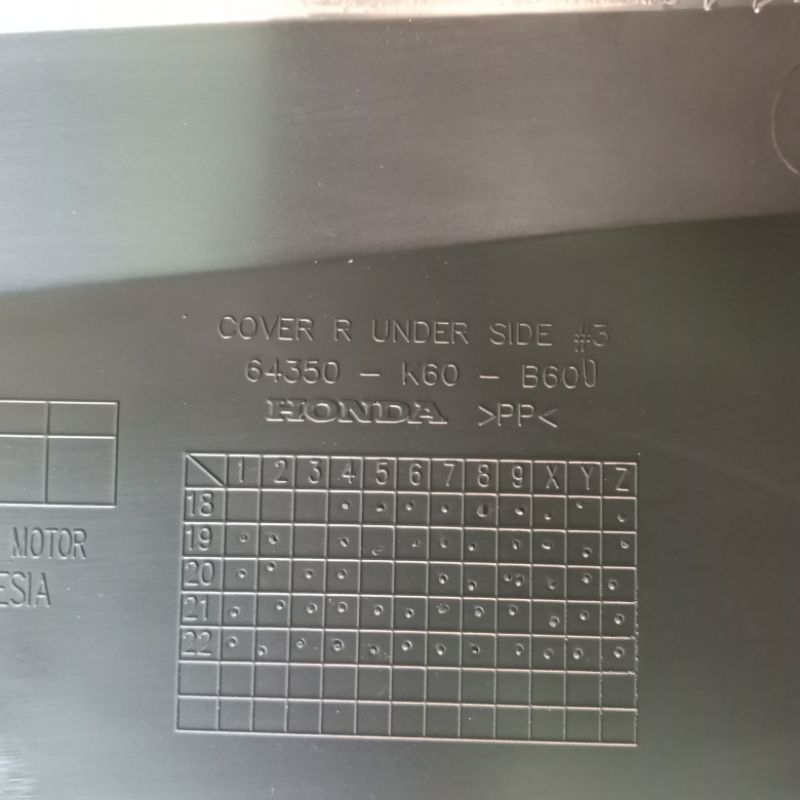 COVER R UNDER SIDE #3
64350 - K60 - B600
HONDA >PP<
1 2 3 4 5 6 7 8 9 X Y Z
18
19
20
21
22
MOTOR
ESIA